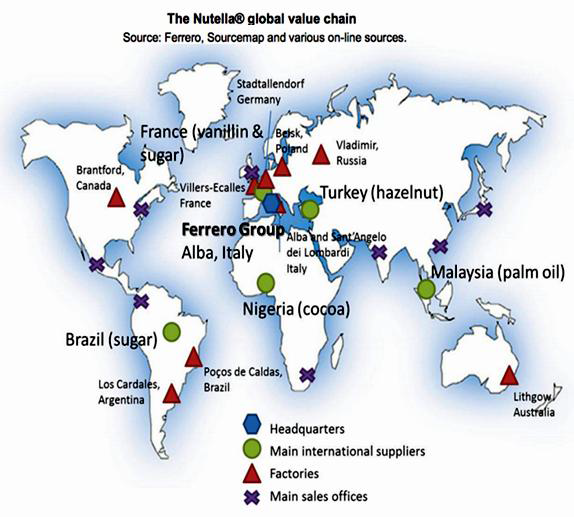 The Nutella® global value chain
Source: Ferrero, Sourcemap and various on-line sources.
Stadtallendorf
Germany
France (vanillin &
sugar)
Belsk,
Poland
Vladimir,
Russia
Brantford,
Canada
Villers-Ecalles
France
Turkey (hazelnut)
Ferrero Group
Alba, Italy
Alba and Sant'Angelo
dei Lombardi
Italy
Malaysia (palm oil)
Nigeria (cocoa)
Brazil (sugar)
Poços de Caldas,
Brazil
Los Cardales,
Argentina
Lithgow,
Australia
Headquarters
Main international suppliers
Factories
Main sales offices